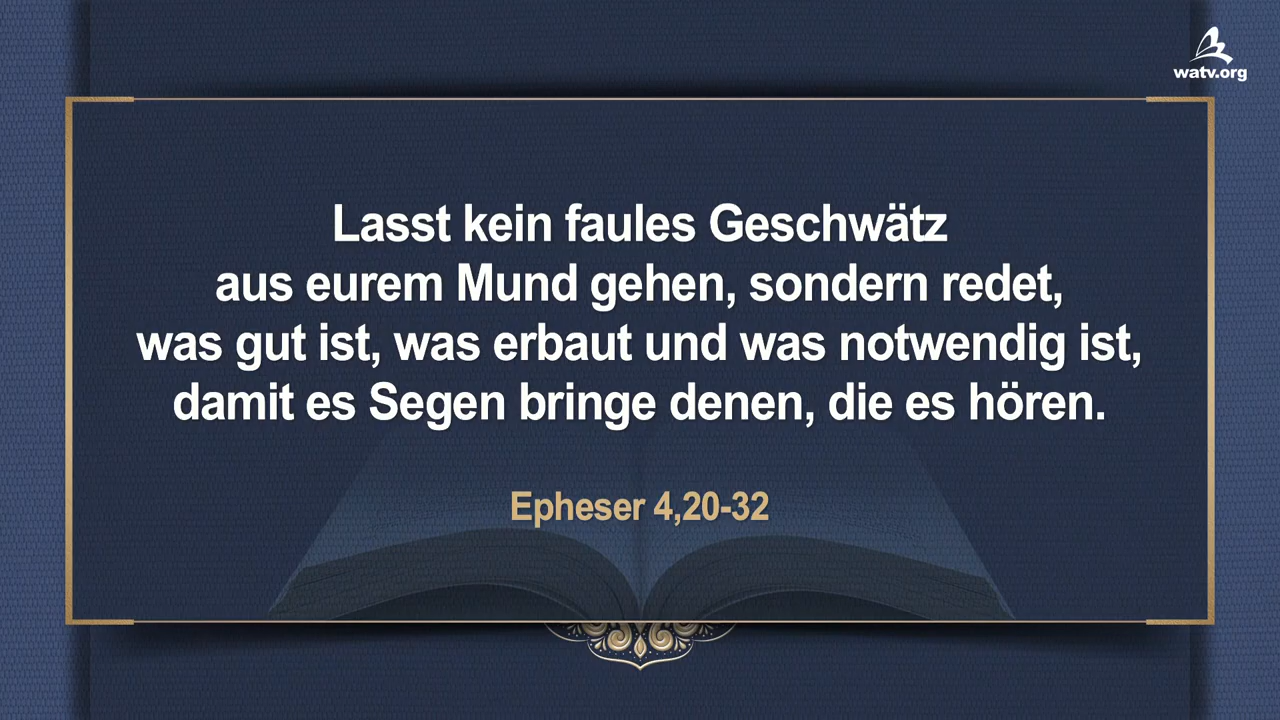 watv.org
Lasst kein faules Geschwätz
aus eurem Mund gehen, sondern redet,
was gut ist, was erbaut und was notwendig ist,
damit es Segen bringe denen, die es hören.
Epheser 4,20-32